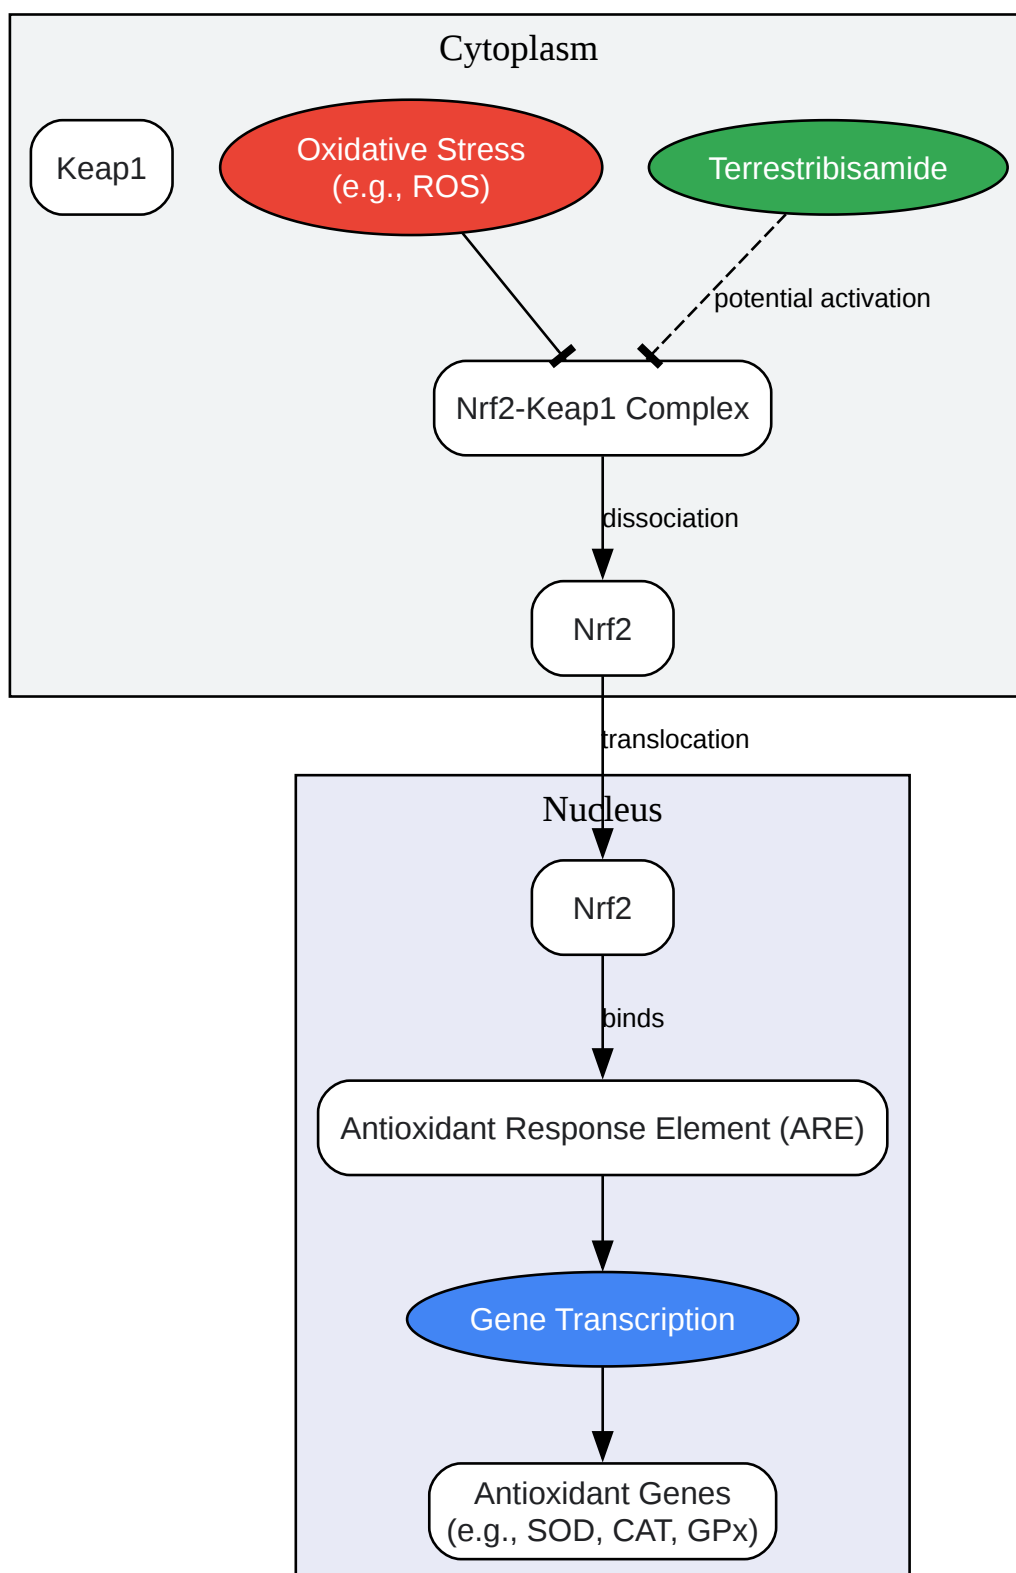 Cytoplasm
Keap1
Oxidative Stress
(e.g., ROS)
Terrestribisamide
potential activation
Nrf2-Keap1 Complex
dissociation
Nrf2
translocation
Nucleus
Nrf2
binds
Antioxidant Response Element (ARE)
Gene Transcription
Antioxidant Genes
(e.g., SOD, CAT, GPx)